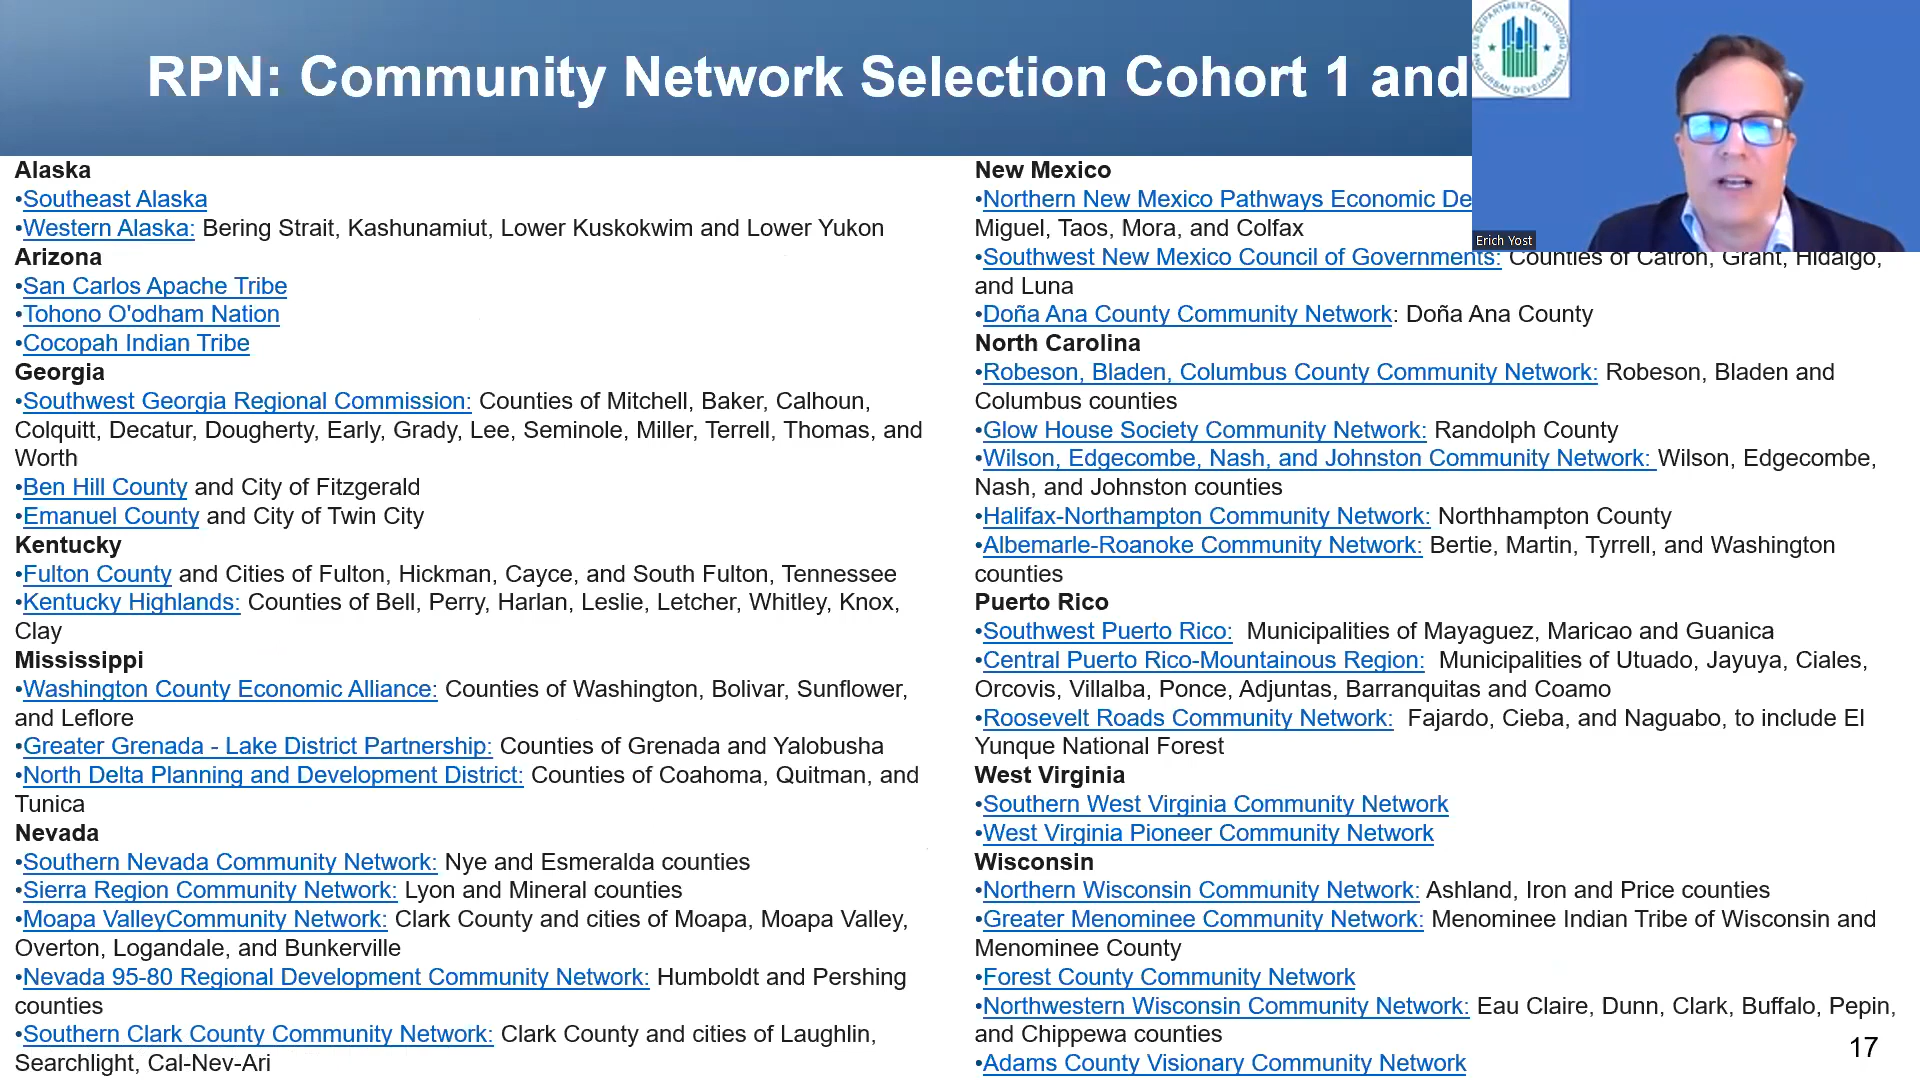 RPN: Community Network Selection Cohort 1 and
U.S. DEPARTMENT OF HOUSING AND URBAN DEVELOPMENT
Erich Yost
Alaska
•Southeast Alaska
•Western Alaska: Bering Strait, Kashunamiut, Lower Kuskokwim and Lower Yukon
Arizona
•San Carlos Apache Tribe
•Tohono O'odham Nation
•Cocopah Indian Tribe
Georgia
•Southwest Georgia Regional Commission: Counties of Mitchell, Baker, Calhoun,
Colquitt, Decatur, Dougherty, Early, Grady, Lee, Seminole, Miller, Terrell, Thomas, and
Worth
•Ben Hill County and City of Fitzgerald
•Emanuel County and City of Twin City
Kentucky
•Fulton County and Cities of Fulton, Hickman, Cayce, and South Fulton, Tennessee
•Kentucky Highlands: Counties of Bell, Perry, Harlan, Leslie, Letcher, Whitley, Knox,
Clay
Mississippi
•Washington County Economic Alliance: Counties of Washington, Bolivar, Sunflower,
and Leflore
•Greater Grenada - Lake District Partnership: Counties of Grenada and Yalobusha
•North Delta Planning and Development District: Counties of Coahoma, Quitman, and
Tunica
Nevada
•Southern Nevada Community Network: Nye and Esmeralda counties
•Sierra Region Community Network: Lyon and Mineral counties
•Moapa ValleyCommunity Network: Clark County and cities of Moapa, Moapa Valley,
Overton, Logandale, and Bunkerville
•Nevada 95-80 Regional Development Community Network: Humboldt and Pershing
counties
•Southern Clark County Community Network: Clark County and cities of Laughlin,
Searchlight, Cal-Nev-Ari
New Mexico
•Northern New Mexico Pathways Economic De
Miguel, Taos, Mora, and Colfax
•Southwest New Mexico Council of Governments: Counties of Catron, Grant, Hidalgo,
and Luna
•Doña Ana County Community Network: Doña Ana County
North Carolina
•Robeson, Bladen, Columbus County Community Network: Robeson, Bladen and
Columbus counties
•Glow House Society Community Network: Randolph County
•Wilson, Edgecombe, Nash, and Johnston Community Network: Wilson, Edgecombe,
Nash, and Johnston counties
•Halifax-Northampton Community Network: Northhampton County
•Albemarle-Roanoke Community Network: Bertie, Martin, Tyrrell, and Washington
counties
Puerto Rico
•Southwest Puerto Rico: Municipalities of Mayaguez, Maricao and Guanica
•Central Puerto Rico-Mountainous Region: Municipalities of Utuado, Jayuya, Ciales,
Orcovis, Villalba, Ponce, Adjuntas, Barranquitas and Coamo
•Roosevelt Roads Community Network: Fajardo, Cieba, and Naguabo, to include El
Yunque National Forest
West Virginia
•Southern West Virginia Community Network
•West Virginia Pioneer Community Network
Wisconsin
•Northern Wisconsin Community Network: Ashland, Iron and Price counties
•Greater Menominee Community Network: Menominee Indian Tribe of Wisconsin and
Menominee County
•Forest County Community Network
•Northwestern Wisconsin Community Network: Eau Claire, Dunn, Clark, Buffalo, Pepin,
and Chippewa counties
•Adams County Visionary Community Network
17